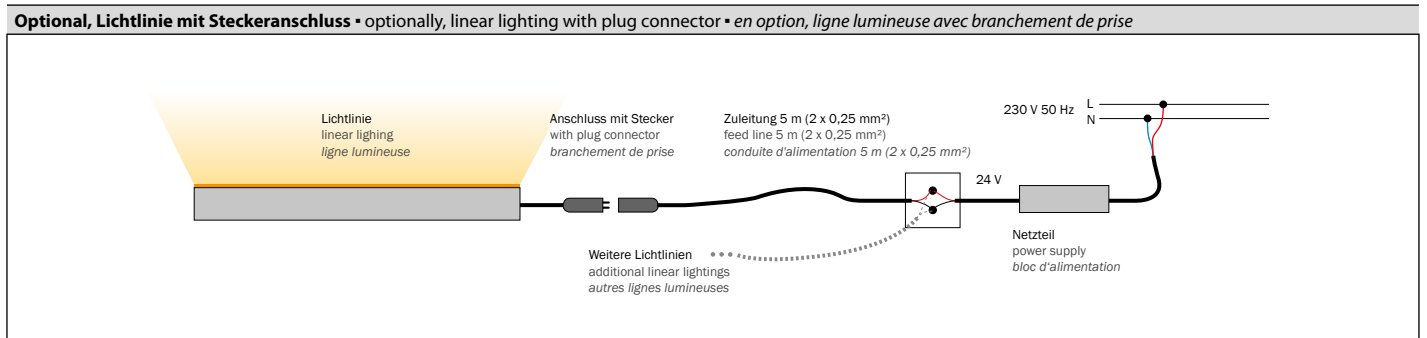 Optional, Lichtlinie mit Steckeranschluss ▪ optionally, linear lighting with plug connector ▪ en option, ligne lumineuse avec branchement de prise
Lichtlinie
linear lighing
ligne lumineuse
Anschluss mit Stecker
with plug connector
branchement de prise
Zuleitung 5 m (2 x 0,25 mm²)
feed line 5 m (2 x 0,25 mm²)
conduite d'alimentation 5 m (2 x 0,25 mm²)
230 V 50 Hz
L
N
24 V
Netzteil
power supply
bloc d'alimentation
Weitere Lichtlinien
additional linear lightings
autres lignes lumineuses